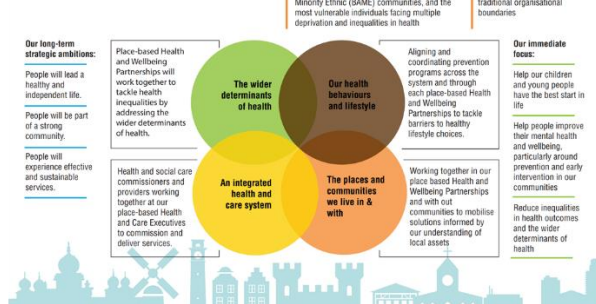 Minority Ethnic (BAME) communities, and the
most vulnerable individuals facing multiple
deprivation and inequalities in health
traditional organisational
boundaries
Our long-term
strategic ambitions:
People will lead a
healthy and
independent life.
People will be part
of a strong
community.
People will
experience effective
and sustainable
services.
Place-based Health
and Wellbeing
Partnerships will
work together to
tackle health
inequalities by
addressing the
wider determinants
of health.
Health and social care
commissioners and
providers working
together at our
place-based Health
and Care Executives
to commission and
deliver services.
The wider
determinants
of health
Our health
behaviours
and lifestyle
An integrated
health and
care system
The places and
communities
we live in &
with
Aligning and
coordinating prevention
programs across the
system and through
each place-based Health
and Wellbeing
Partnerships to tackle
barriers to healthy
lifestyle choices.
Working together in our
place based Health and
Wellbeing Partnerships
and with out
communities to mobilise
solutions informed by
our understanding of
local assets
Our immediate
focus:
Help our children
and young people
have the best start in
life
Help people improve
their mental health
and wellbeing,
particularly around
prevention and early
intervention in our
communities
Reduce inequalities
in health outcomes
and the wider
determinants of
health